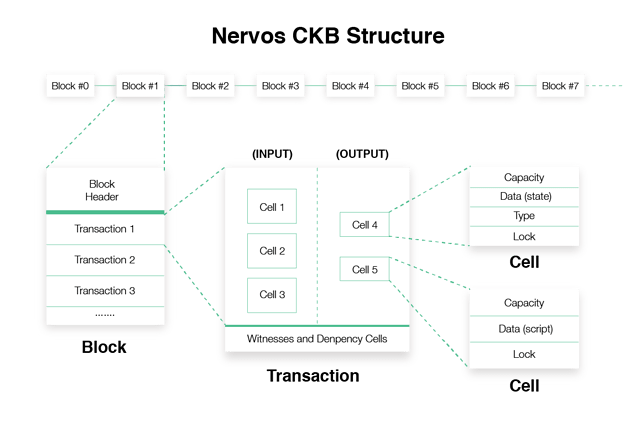 Nervos CKB Structure
Block #0
Block #1
Block #2
Block #3
Block #4
Block #5
Block #6
Block #7
Block
Header
Transaction 1
Transaction 2
Transaction 3
.......
Block
(INPUT)
(OUTPUT)
Cell 1
Cell 2
Cell 3
Cell 4
Cell 5
Witnesses and Denpency Cells
Transaction
Capacity
Data (state)
Type
Lock
Cell
Capacity
Data (script)
Lock
Cell